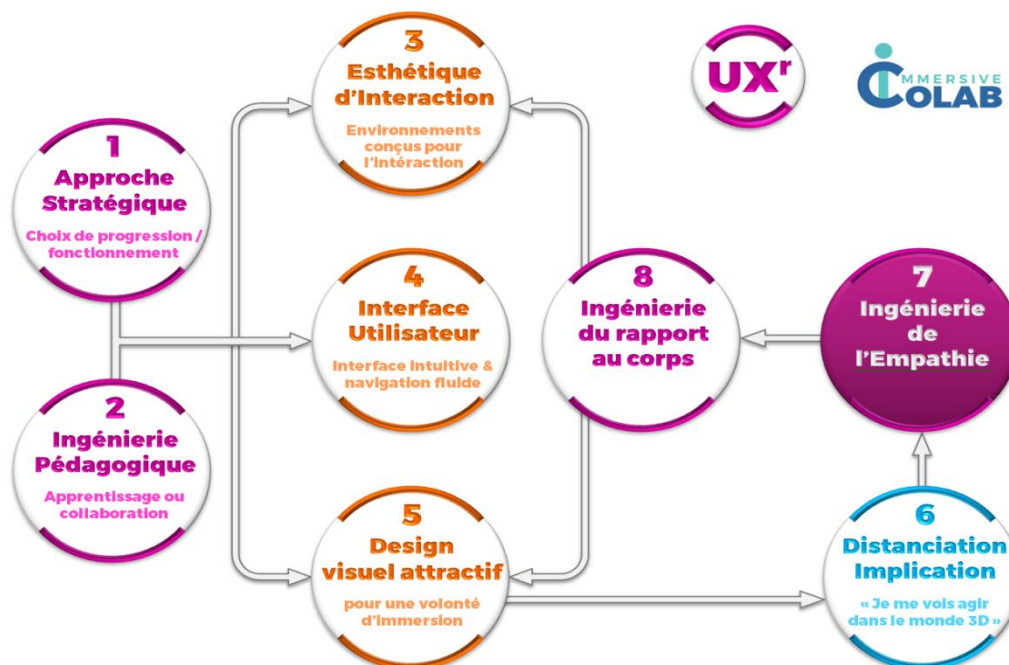 1
Approche
Stratégique
Choix de progression /
fonctionnement
2
Ingénierie
Pédagogique
Apprentissage ou
collaboration
3
Esthétique
d'Interaction
Environnements
conçus pour
l'intéraction
4
Interface
Utilisateur
Interface intuitive &
navigation fluide
5
Design
visuel attractif
pour une volonté
d'immersion
6
Distanciation
Implication
« Je me vois agir
dans le monde 3D »
7
Ingénierie
de
l'Empathie
8
Ingénierie
du rapport
au corps
UXʳ
IMMERSIVE
COLAB